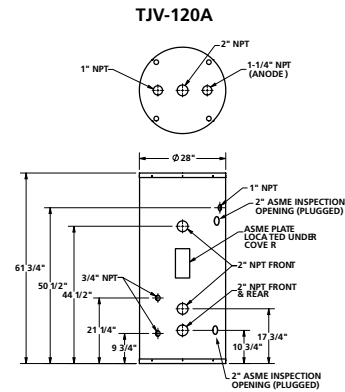 TJV-120A
2" NPT
1" NPT
1-1/4" NPT
(ANODE)
Ø28"
1" NPT
2" ASME INSPECTION
OPENING (PLUGGED)
ASME PLATE
LOCATED UNDER
COVER
61 3/4"
50 1/2"
44 1/2"
3/4" NPT
2" NPT FRONT
2" NPT FRONT
& REAR
21 1/4"
9 3/4"
17 3/4"
10 3/4"
2" ASME INSPECTION
OPENING (PLUGGED)